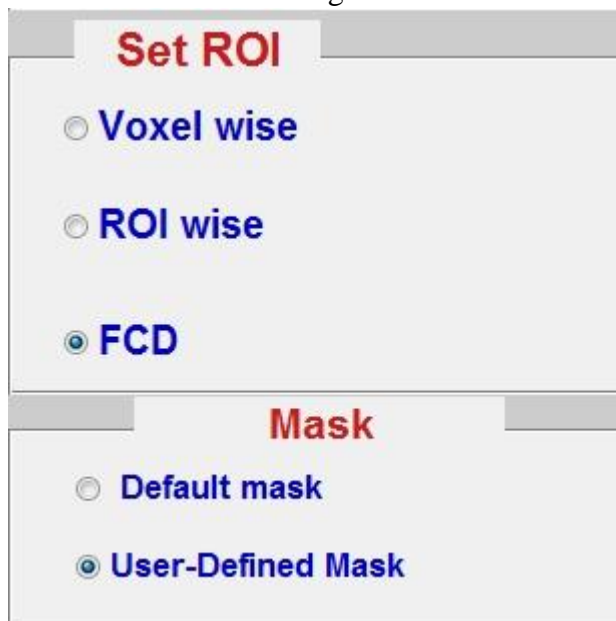 Set ROI
Voxel wise
ROI wise
FCD
Mask
Default mask
User-Defined Mask